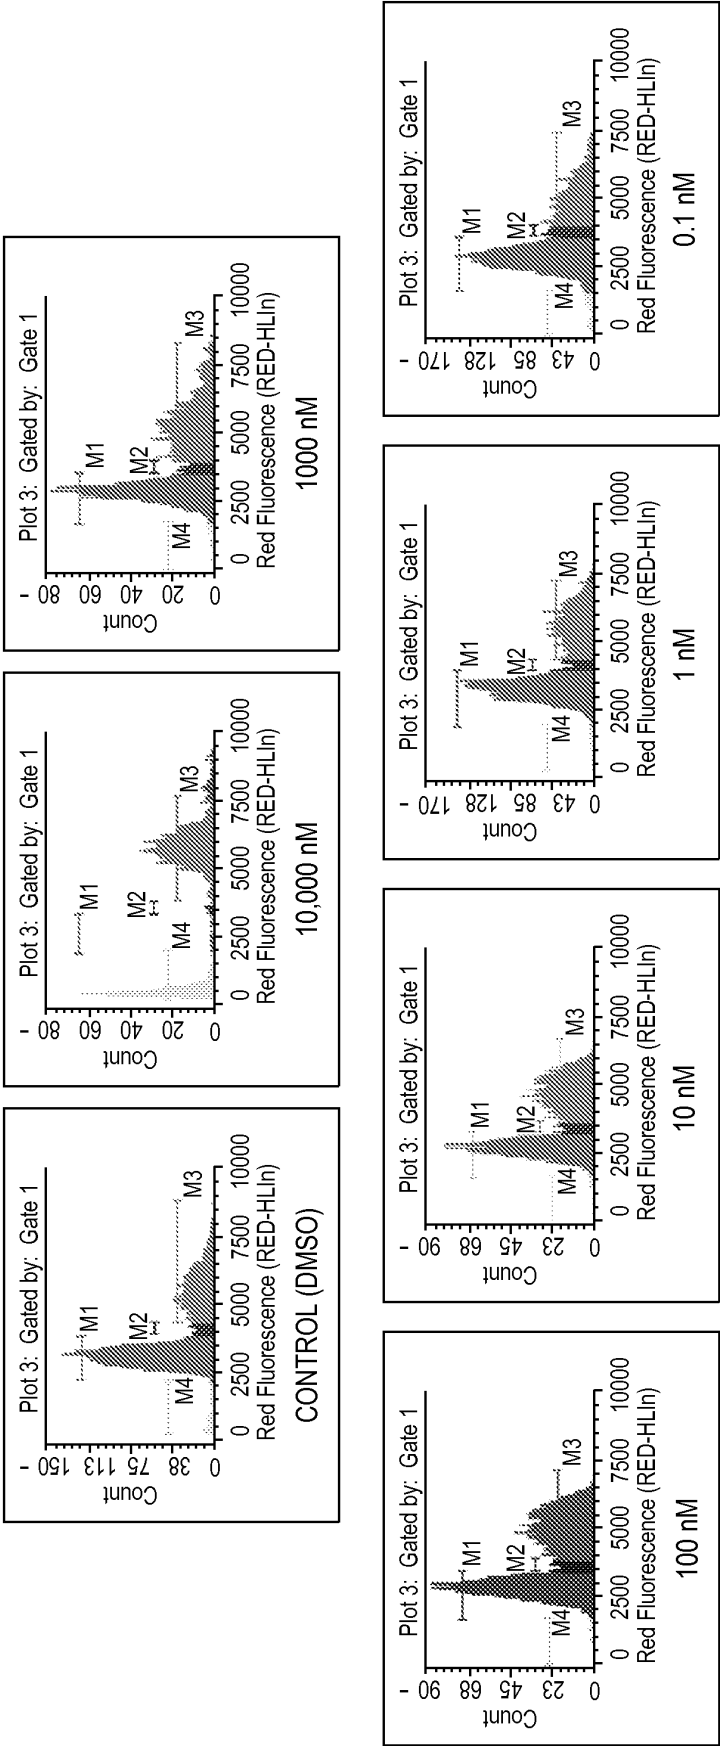 Plot 3: Gated by: Gate 1
150
113
75
38
0
Count
M1
M2
M3
M4
0 2500 5000 7500 10000
Red Fluorescence (RED-HLIn)
CONTROL (DMSO)
Plot 3: Gated by: Gate 1
80
60
40
20
0
Count
M1
M2
M3
M4
0 2500 5000 7500 10000
Red Fluorescence (RED-HLIn)
10,000 nM
Plot 3: Gated by: Gate 1
80
60
40
20
0
Count
M1
M2
M3
M4
0 2500 5000 7500 10000
Red Fluorescence (RED-HLIn)
1000 nM
Plot 3: Gated by: Gate 1
90
68
45
23
0
Count
M1
M2
M3
M4
0 2500 5000 7500 10000
Red Fluorescence (RED-HLIn)
100 nM
Plot 3: Gated by: Gate 1
90
68
45
23
0
Count
M1
M2
M3
M4
0 2500 5000 7500 10000
Red Fluorescence (RED-HLIn)
10 nM
Plot 3: Gated by: Gate 1
170
128
85
43
0
Count
M1
M2
M3
M4
0 2500 5000 7500 10000
Red Fluorescence (RED-HLIn)
1 nM
Plot 3: Gated by: Gate 1
170
128
85
43
0
Count
M1
M2
M3
M4
0 2500 5000 7500 10000
Red Fluorescence (RED-HLIn)
0.1 nM